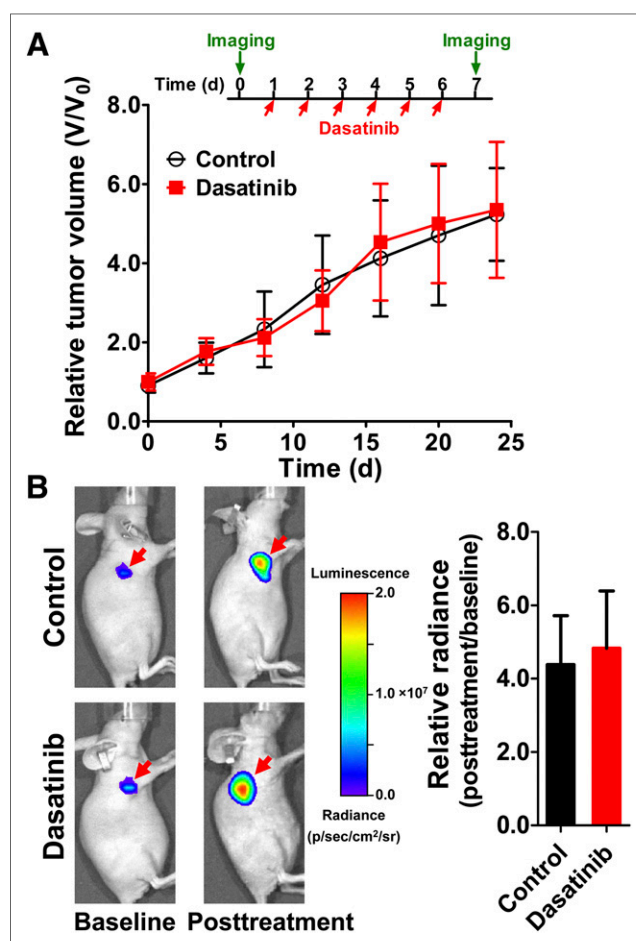 A
Imaging
Imaging
Time (d) 0 1 2 3 4 5 6 7
Dasatinib
Relative tumor volume (V/V₀)
8.0
6.0
4.0
2.0
0.0
Control
Dasatinib
0 5 10 15 20 25
Time (d)
B
Control
Dasatinib
Baseline Posttreatment
Luminescence
2.0
1.0 ×10⁷
0.0
Radiance
(p/sec/cm²/sr)
Relative radiance
(posttreatment/baseline)
8.0
6.0
4.0
2.0
0.0
Control
Dasatinib